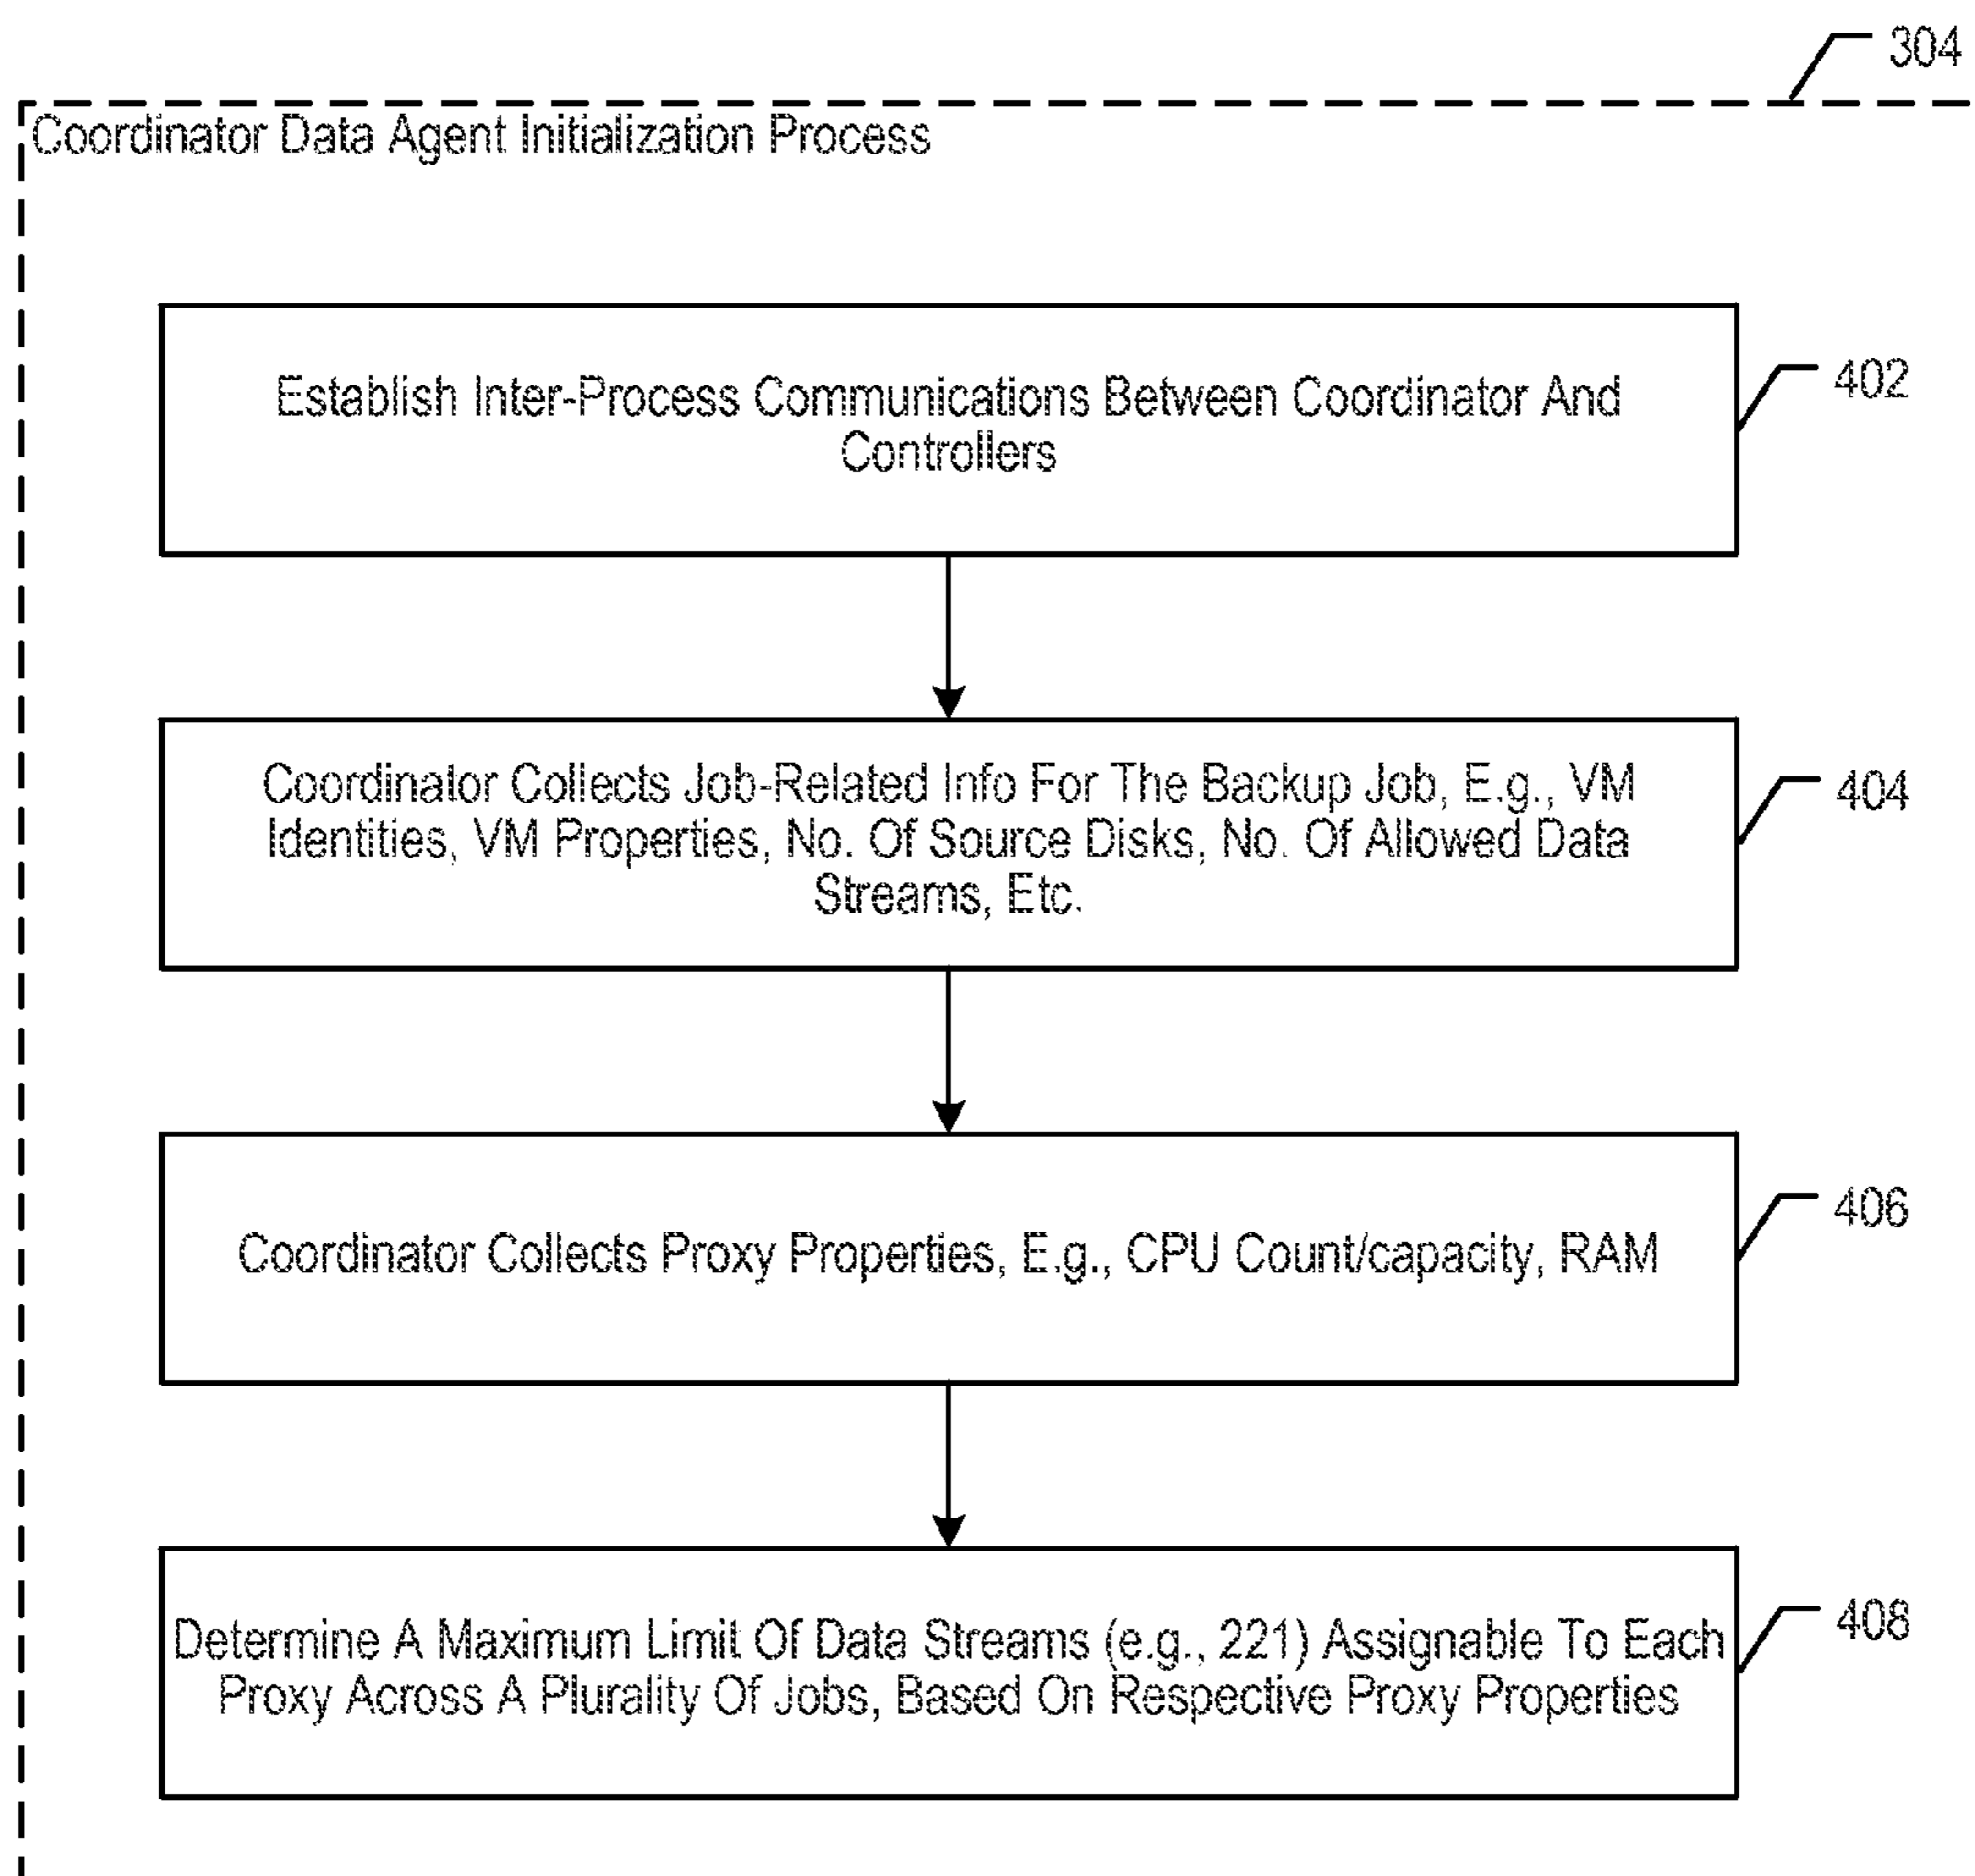 304
Coordinator Data Agent Initialization Process
Establish Inter-Process Communications Between Coordinator And
Controllers
402
Coordinator Collects Job-Related Info For The Backup Job, E.g., VM
Identities, VM Properties, No. Of Source Disks, No. Of Allowed Data
Streams, Etc.
404
Coordinator Collects Proxy Properties, E.g., CPU Count/capacity, RAM
406
Determine A Maximum Limit Of Data Streams (e.g., 221) Assignable To Each
Proxy Across A Plurality Of Jobs, Based On Respective Proxy Properties
408